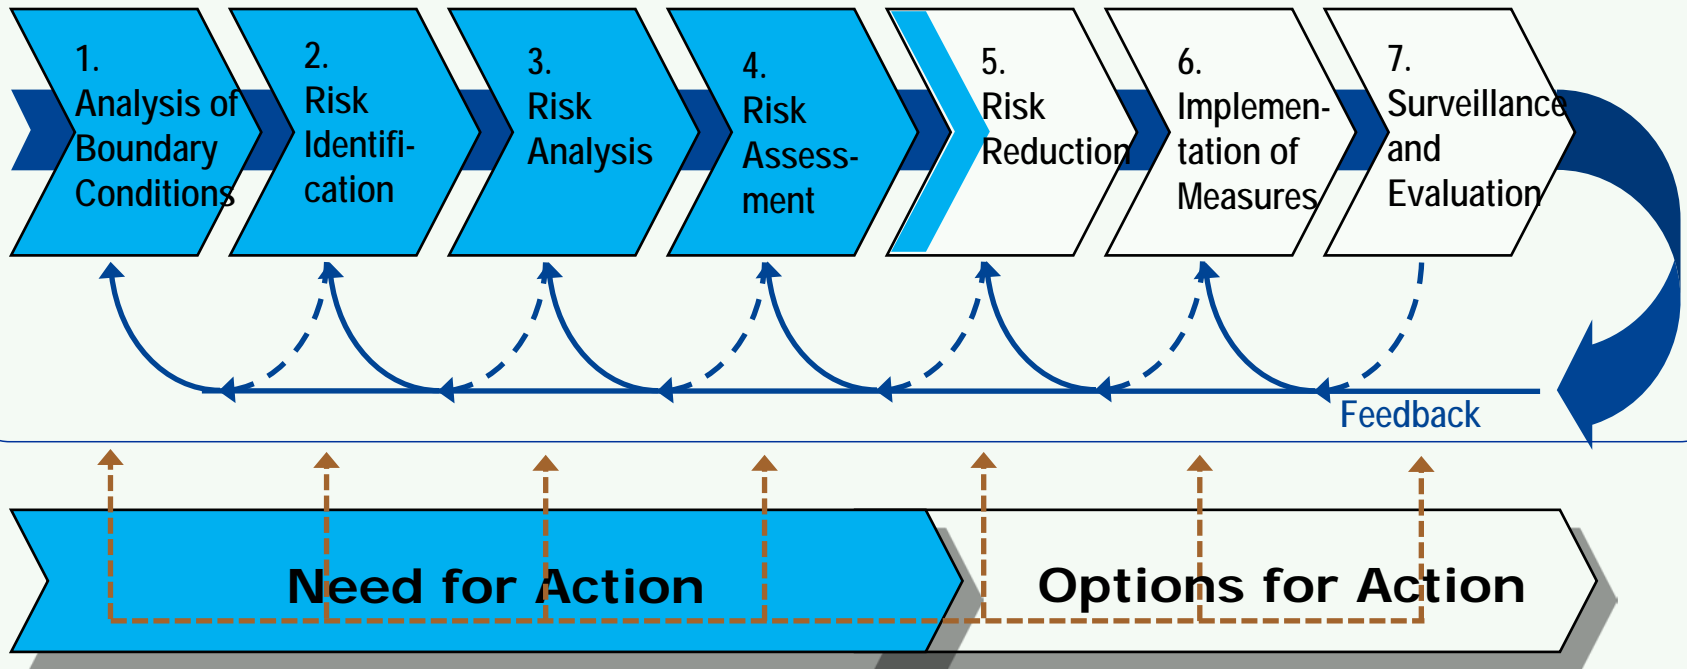 1.
Analysis of
Boundary
Conditions
2.
Risk
Identifi-
cation
3.
Risk
Analysis
4.
Risk
Assess-
ment
5.
Risk
Reduction
6.
Implemen-
tation of
Measures
7.
Surveillance
and
Evaluation
Feedback
Need for Action
Options for Action